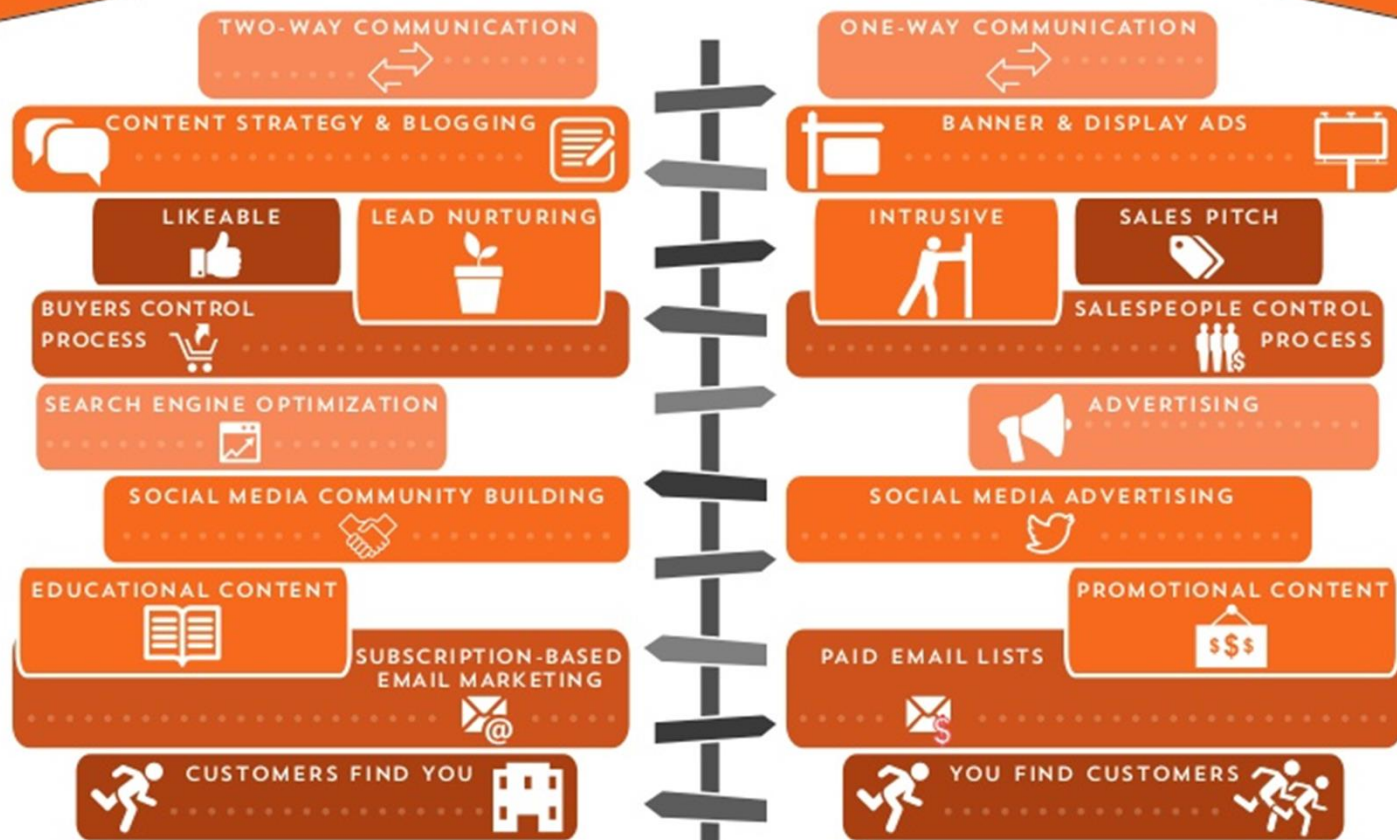 TWO-WAY COMMUNICATION
CONTENT STRATEGY & BLOGGING
LIKEABLE
LEAD NURTURING
BUYERS CONTROL
PROCESS
SEARCH ENGINE OPTIMIZATION
SOCIAL MEDIA COMMUNITY BUILDING
EDUCATIONAL CONTENT
SUBSCRIPTION-BASED
EMAIL MARKETING
@
CUSTOMERS FIND YOU
ONE-WAY COMMUNICATION
BANNER & DISPLAY ADS
INTRUSIVE
SALES PITCH
SALESPEOPLE CONTROL
$ PROCESS
ADVERTISING
SOCIAL MEDIA ADVERTISING
PROMOTIONAL CONTENT
$$$
PAID EMAIL LISTS
$
YOU FIND CUSTOMERS